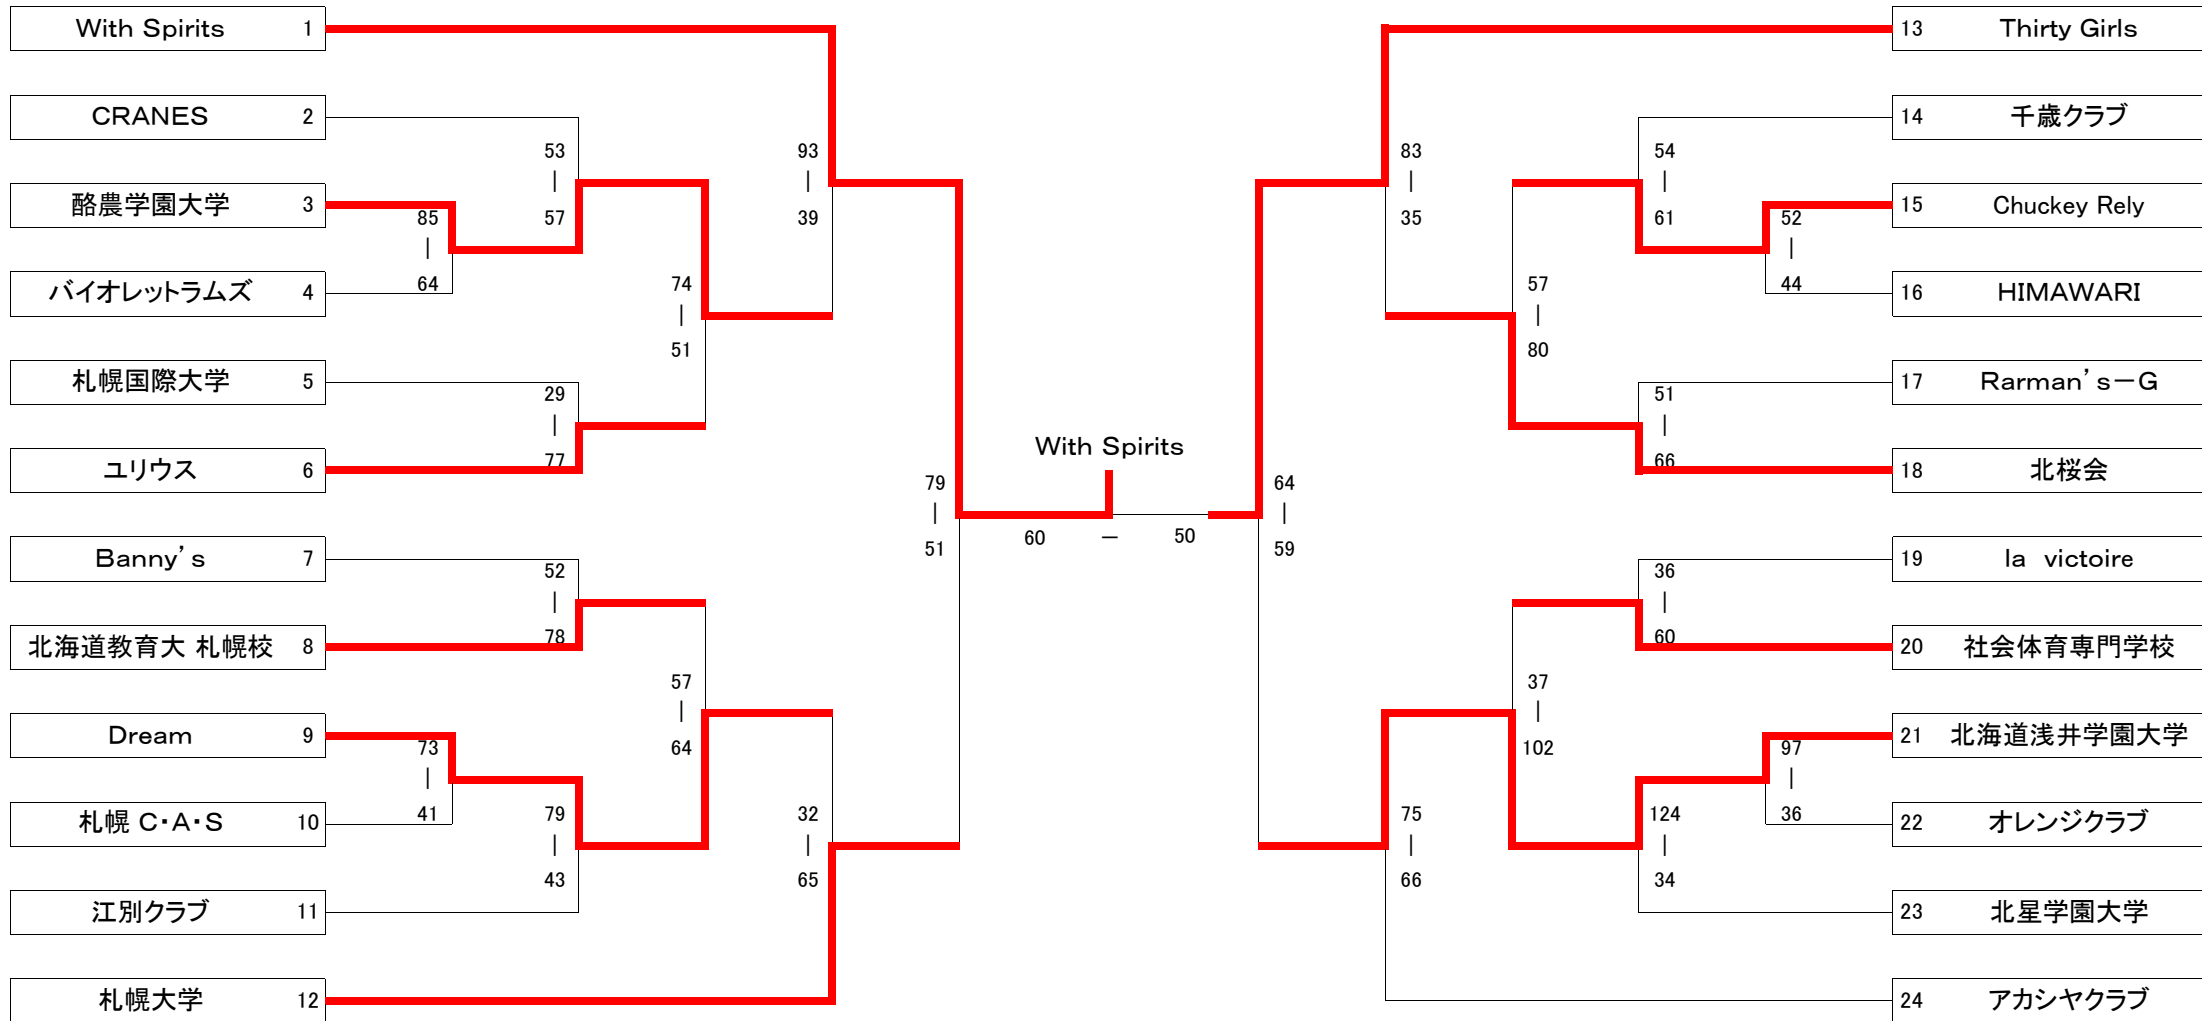 With Spirits 1
CRANES 2
酪農学園大学 3
バイオレットラムズ 4
札幌国際大学 5
ユリウス 6
Banny’s 7
北海道教育大 札幌校 8
Dream 9
札幌 C・A・S 10
江別クラブ 11
札幌大学 12
85
|
64
53
|
57
29
|
77
74
|
51
93
|
39
52
|
78
73
|
41
79
|
43
57
|
64
32
|
65
79
|
51
With Spirits
60 － 50
64
|
59
83
|
35
57
|
80
54
|
61
52
|
44
51
|
66
36
|
60
37
|
102
97
|
36
124
|
34
75
|
66
13 Thirty Girls
14 千歳クラブ
15 Chuckey Rely
16 HIMAWARI
17 Rarman’s－G
18 北桜会
19 la victoire
20 社会体育専門学校
21 北海道浅井学園大学
22 オレンジクラブ
23 北星学園大学
24 アカシヤクラブ